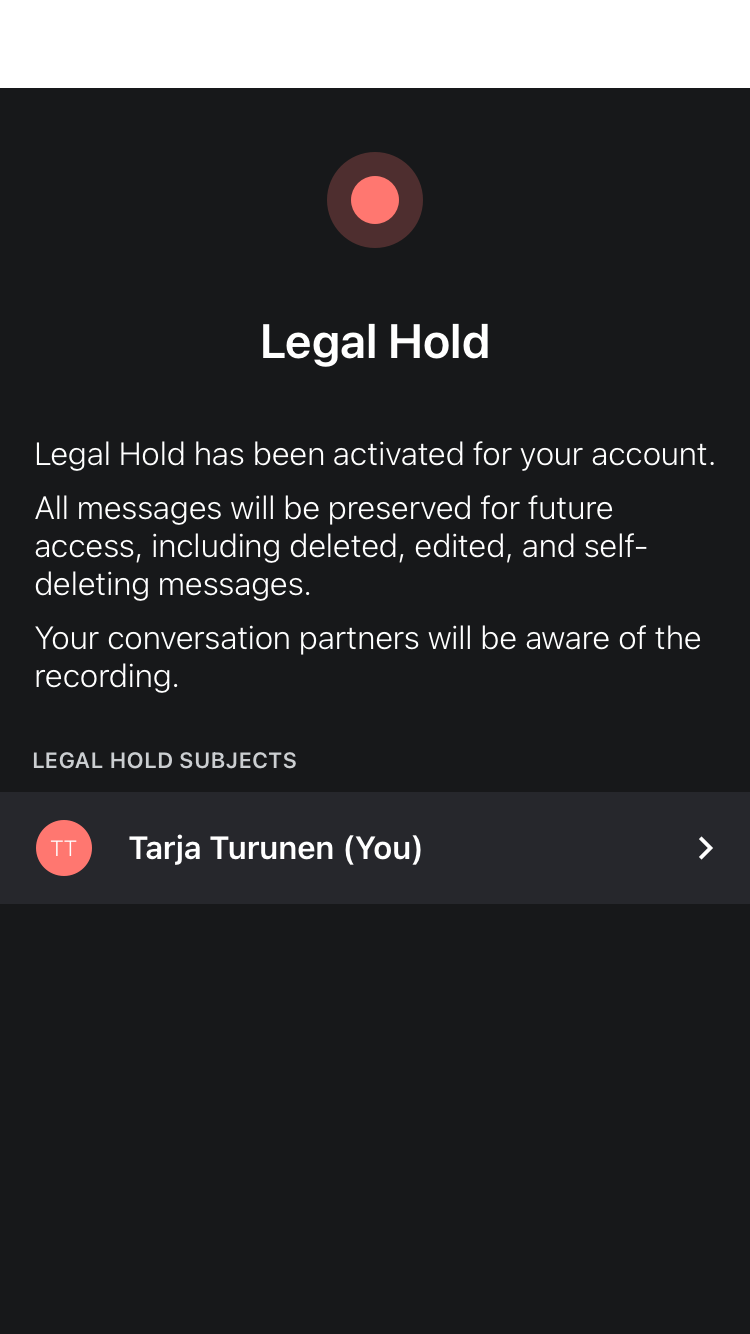 Legal Hold
Legal Hold has been activated for your account.
All messages will be preserved for future
access, including deleted, edited, and self-
deleting messages.
Your conversation partners will be aware of the
recording.
LEGAL HOLD SUBJECTS
TT Tarja Turunen (You)